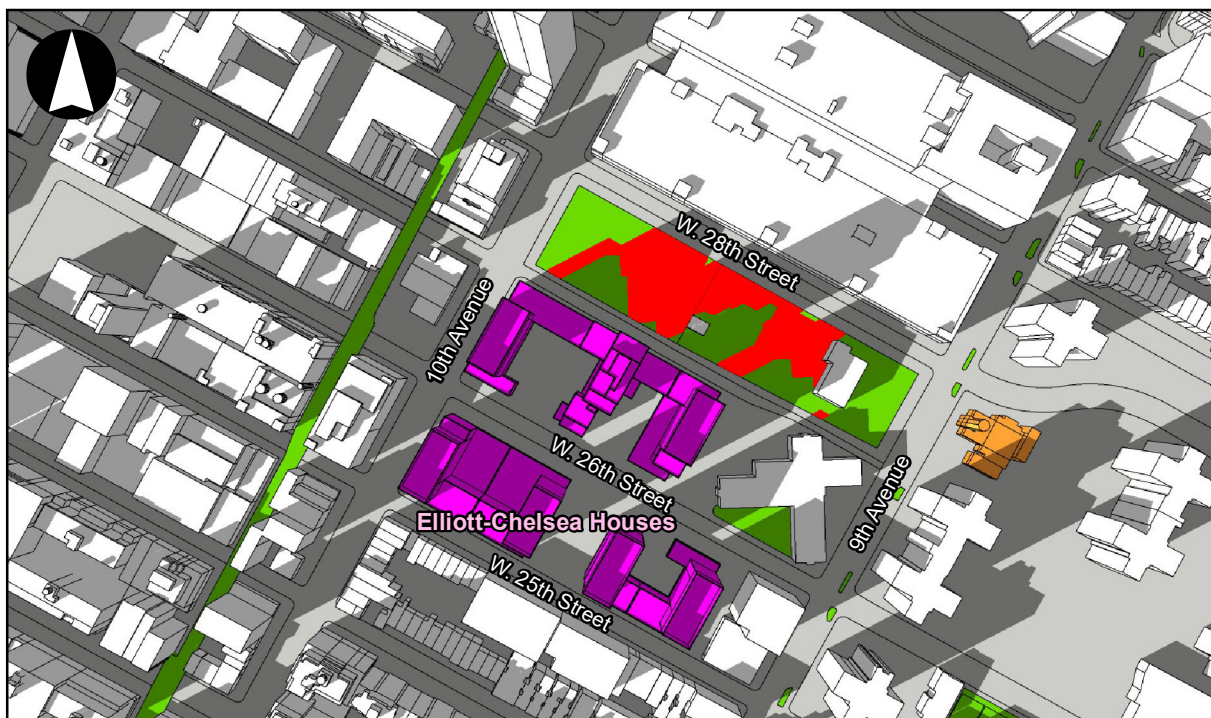 W. 28th Street
10th Avenue
W. 26th Street
9th Avenue
Elliott-Chelsea Houses
W. 25th Street